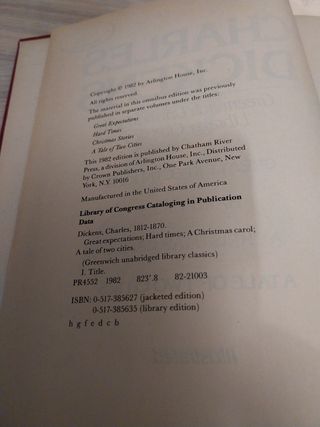 Copyright © 1982 by Arlington House, Inc.
All rights reserved.
The material in this omnibus edition was previously
published in separate volumes under the titles:
Great Expectations
Hard Times
Christmas Stories
A Tale of Two Cities
This 1982 edition is published by Chatham River
Press, a division of Arlington House, Inc., Distributed
by Crown Publishers, Inc., One Park Avenue, New
York, N.Y. 10016
Manufactured in the United States of America
Library of Congress Cataloging in Publication
Data
Dickens, Charles, 1812-1870.
Great expectations; Hard times; A Christmas carol;
A tale of two cities.
(Greenwich unabridged library classics)
I. Title.
PR4552 1982 823'.8 82-21003
ISBN: 0-517-385627 (jacketed edition)
0-517-385635 (library edition)
h g f e d c b